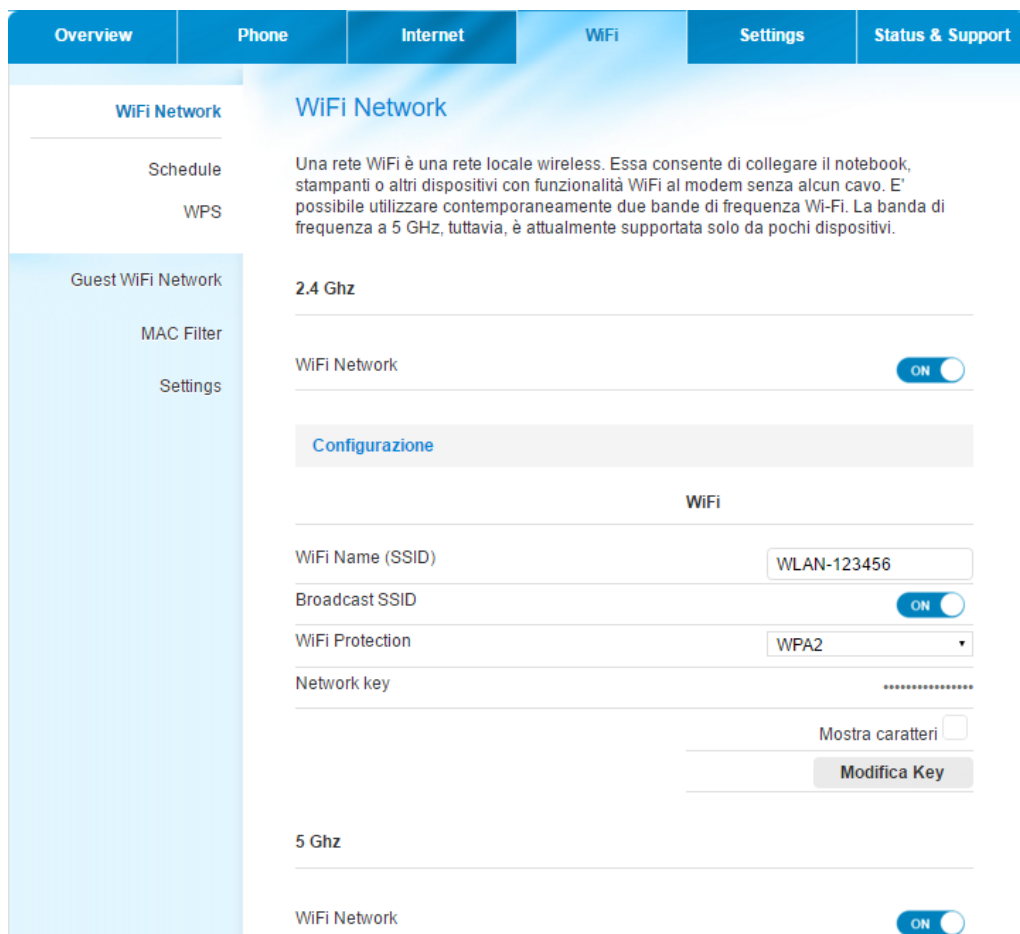 Overview Phone Internet WiFi Settings Status & Support
WiFi Network
Schedule
WPS
Guest WiFi Network
MAC Filter
Settings
WiFi Network
Una rete WiFi è una rete locale wireless. Essa consente di collegare il notebook,
stampanti o altri dispositivi con funzionalità WiFi al modem senza alcun cavo. E'
possibile utilizzare contemporaneamente due bande di frequenza Wi-Fi. La banda di
frequenza a 5 GHz, tuttavia, è attualmente supportata solo da pochi dispositivi.
2.4 Ghz
WiFi Network ON
Configurazione
WiFi
WiFi Name (SSID) WLAN-123456
Broadcast SSID ON
WiFi Protection WPA2
Network key ••••••••••••••••
Mostra caratteri
Modifica Key
5 Ghz
WiFi Network ON